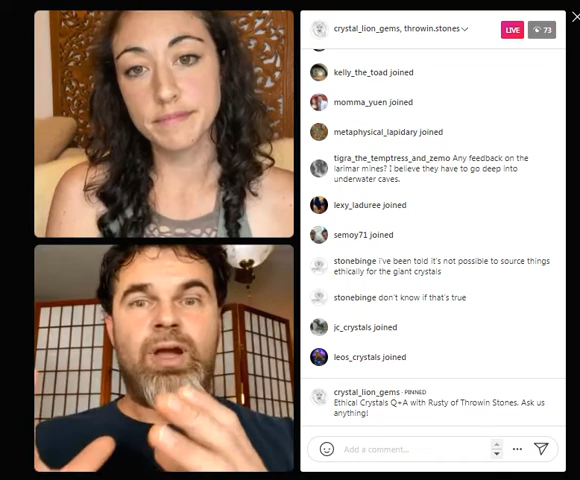 crystal_lion_gems, throwin.stones
LIVE
73
kelly_the_toad joined
momma_yuen joined
metaphysical_lapidary joined
tigra_the_temptress_and_zemo Any feedback on the
larimar mines? I believe they have to go deep into
underwater caves.
lexy_laduree joined
semoy71 joined
stonebinge i've been told it's not possible to source things
ethically for the giant crystals
stonebinge don't know if that's true
jc_crystals joined
leos_crystals joined
crystal_lion_gems · PINNED
Ethical Crystals Q+A with Rusty of Throwin Stones. Ask us
anything!
Add a comment...